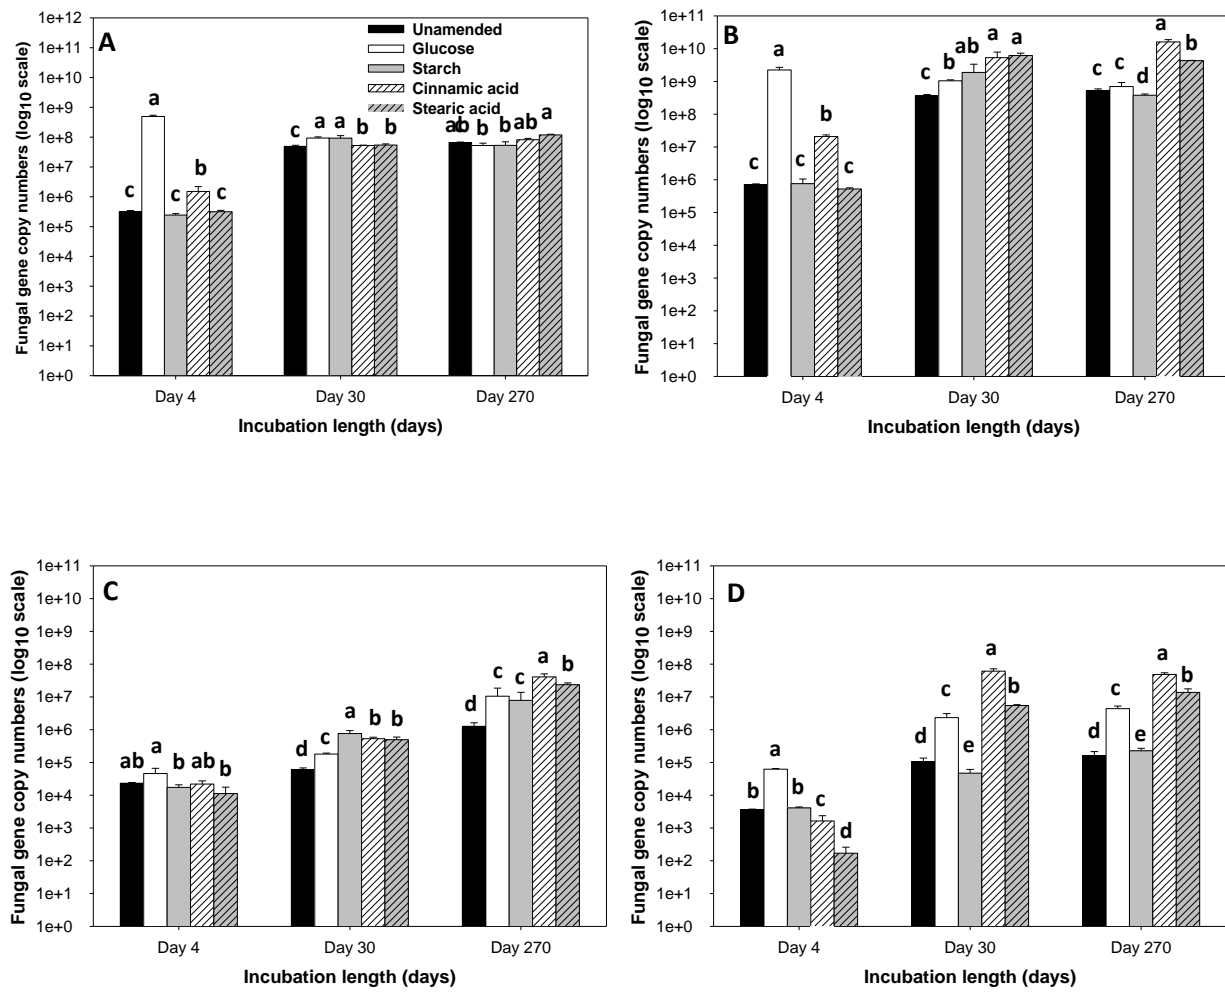 A
Unamended
Glucose
Starch
Cinnamic acid
Stearic acid
1e+12
1e+11
1e+10
1e+9
1e+8
1e+7
1e+6
1e+5
1e+4
1e+3
1e+2
1e+1
1e+0
Fungal gene copy numbers (log10 scale)
c a c b c
c a a b b
b b ab a
Day 4 Day 30 Day 270
Incubation length (days)
B
1e+11
1e+10
1e+9
1e+8
1e+7
1e+6
1e+5
1e+4
1e+3
1e+2
1e+1
1e+0
Fungal gene copy numbers (log10 scale)
c a c b c
c b ab a a
c c d a b
Day 4 Day 30 Day 270
Incubation length (days)
C
1e+11
1e+10
1e+9
1e+8
1e+7
1e+6
1e+5
1e+4
1e+3
1e+2
1e+1
1e+0
Fungal gene copy numbers (log10 scale)
ab a b ab b
d c a b b
d c c a b
Day 4 Day 30 Day 270
Incubation length (days)
D
1e+11
1e+10
1e+9
1e+8
1e+7
1e+6
1e+5
1e+4
1e+3
1e+2
1e+1
1e+0
Fungal gene copy numbers (log10 scale)
b a b c d
d c e a b
d c e a b
Day 4 Day 30 Day 270
Incubation length (days)